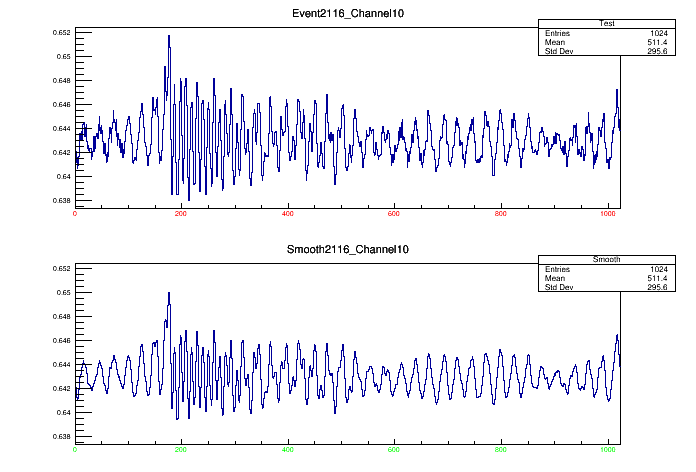 Event2116_Channel10
Test
Entries 1024
Mean 511.4
Std Dev 295.6
0.652
0.65
0.648
0.646
0.644
0.642
0.64
0.638
0 200 400 600 800 1000
Smooth2116_Channel10
Smooth
Entries 1024
Mean 511.4
Std Dev 295.6
0.652
0.65
0.648
0.646
0.644
0.642
0.64
0.638
0 200 400 600 800 1000